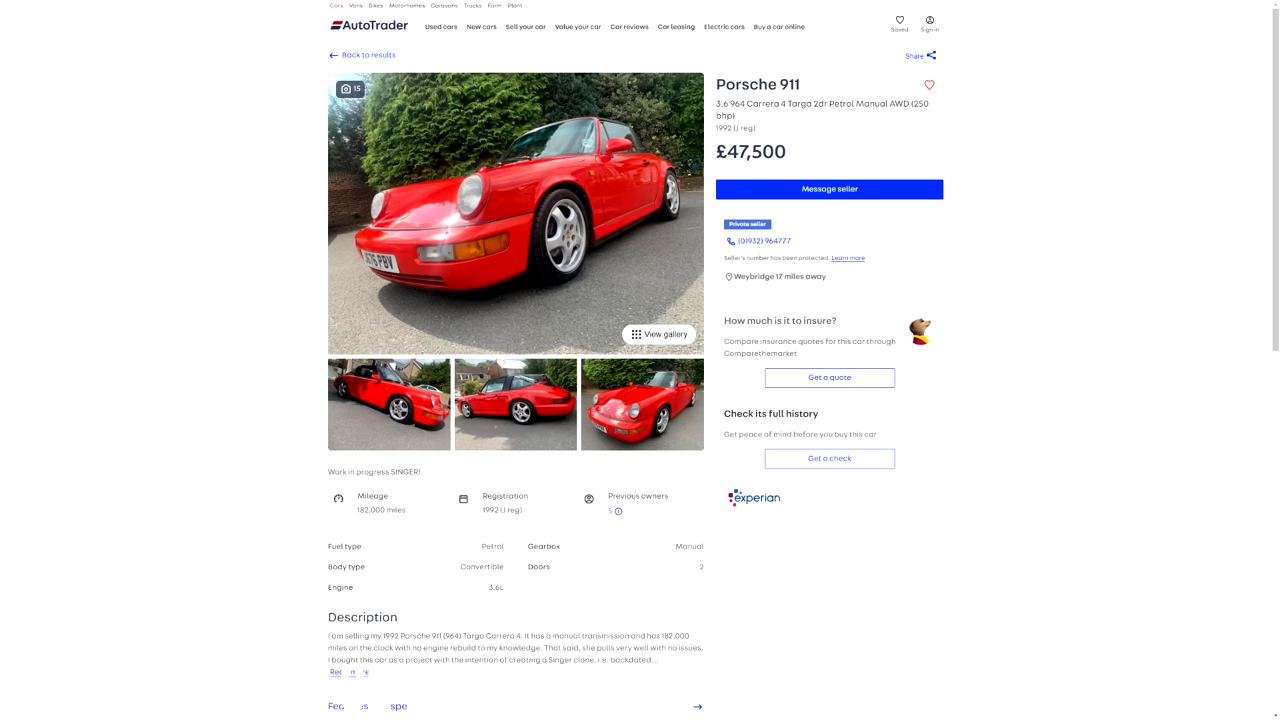 Cars Vans Bikes Motorhomes Caravans Trucks Farm Plant
AutoTrader Used cars New cars Sell your car Value your car Car reviews Car leasing Electric cars Buy a car online Saved Sign in
Back to results
Share
15
View gallery
Porsche 911
3.6 964 Carrera 4 Targa 2dr Petrol Manual AWD (250
bhp)
1992 (J reg)
£47,500
Message seller
Private seller
(01932) 964777
Seller's number has been protected. Learn more
Weybridge 17 miles away
How much is it to insure?
Compare insurance quotes for this car through
Comparethemarket
Get a quote
Check its full history
Get peace of mind before you buy this car
Get a check
experian.
Work in progress SINGER!
Mileage
182,000 miles
Registration
1992 (J reg)
Previous owners
5
Fuel type Petrol
Gearbox Manual
Body type Convertible
Doors 2
Engine 3.6L
Description
I am selling my 1992 Porsche 911 (964) Targa Carrera 4. It has a manual transmission and has 182,000
miles on the clock with no engine rebuild to my knowledge. That said, she pulls very well with no issues.
I bought this car as a project with the intention of creating a Singer clone, i.e. backdated...